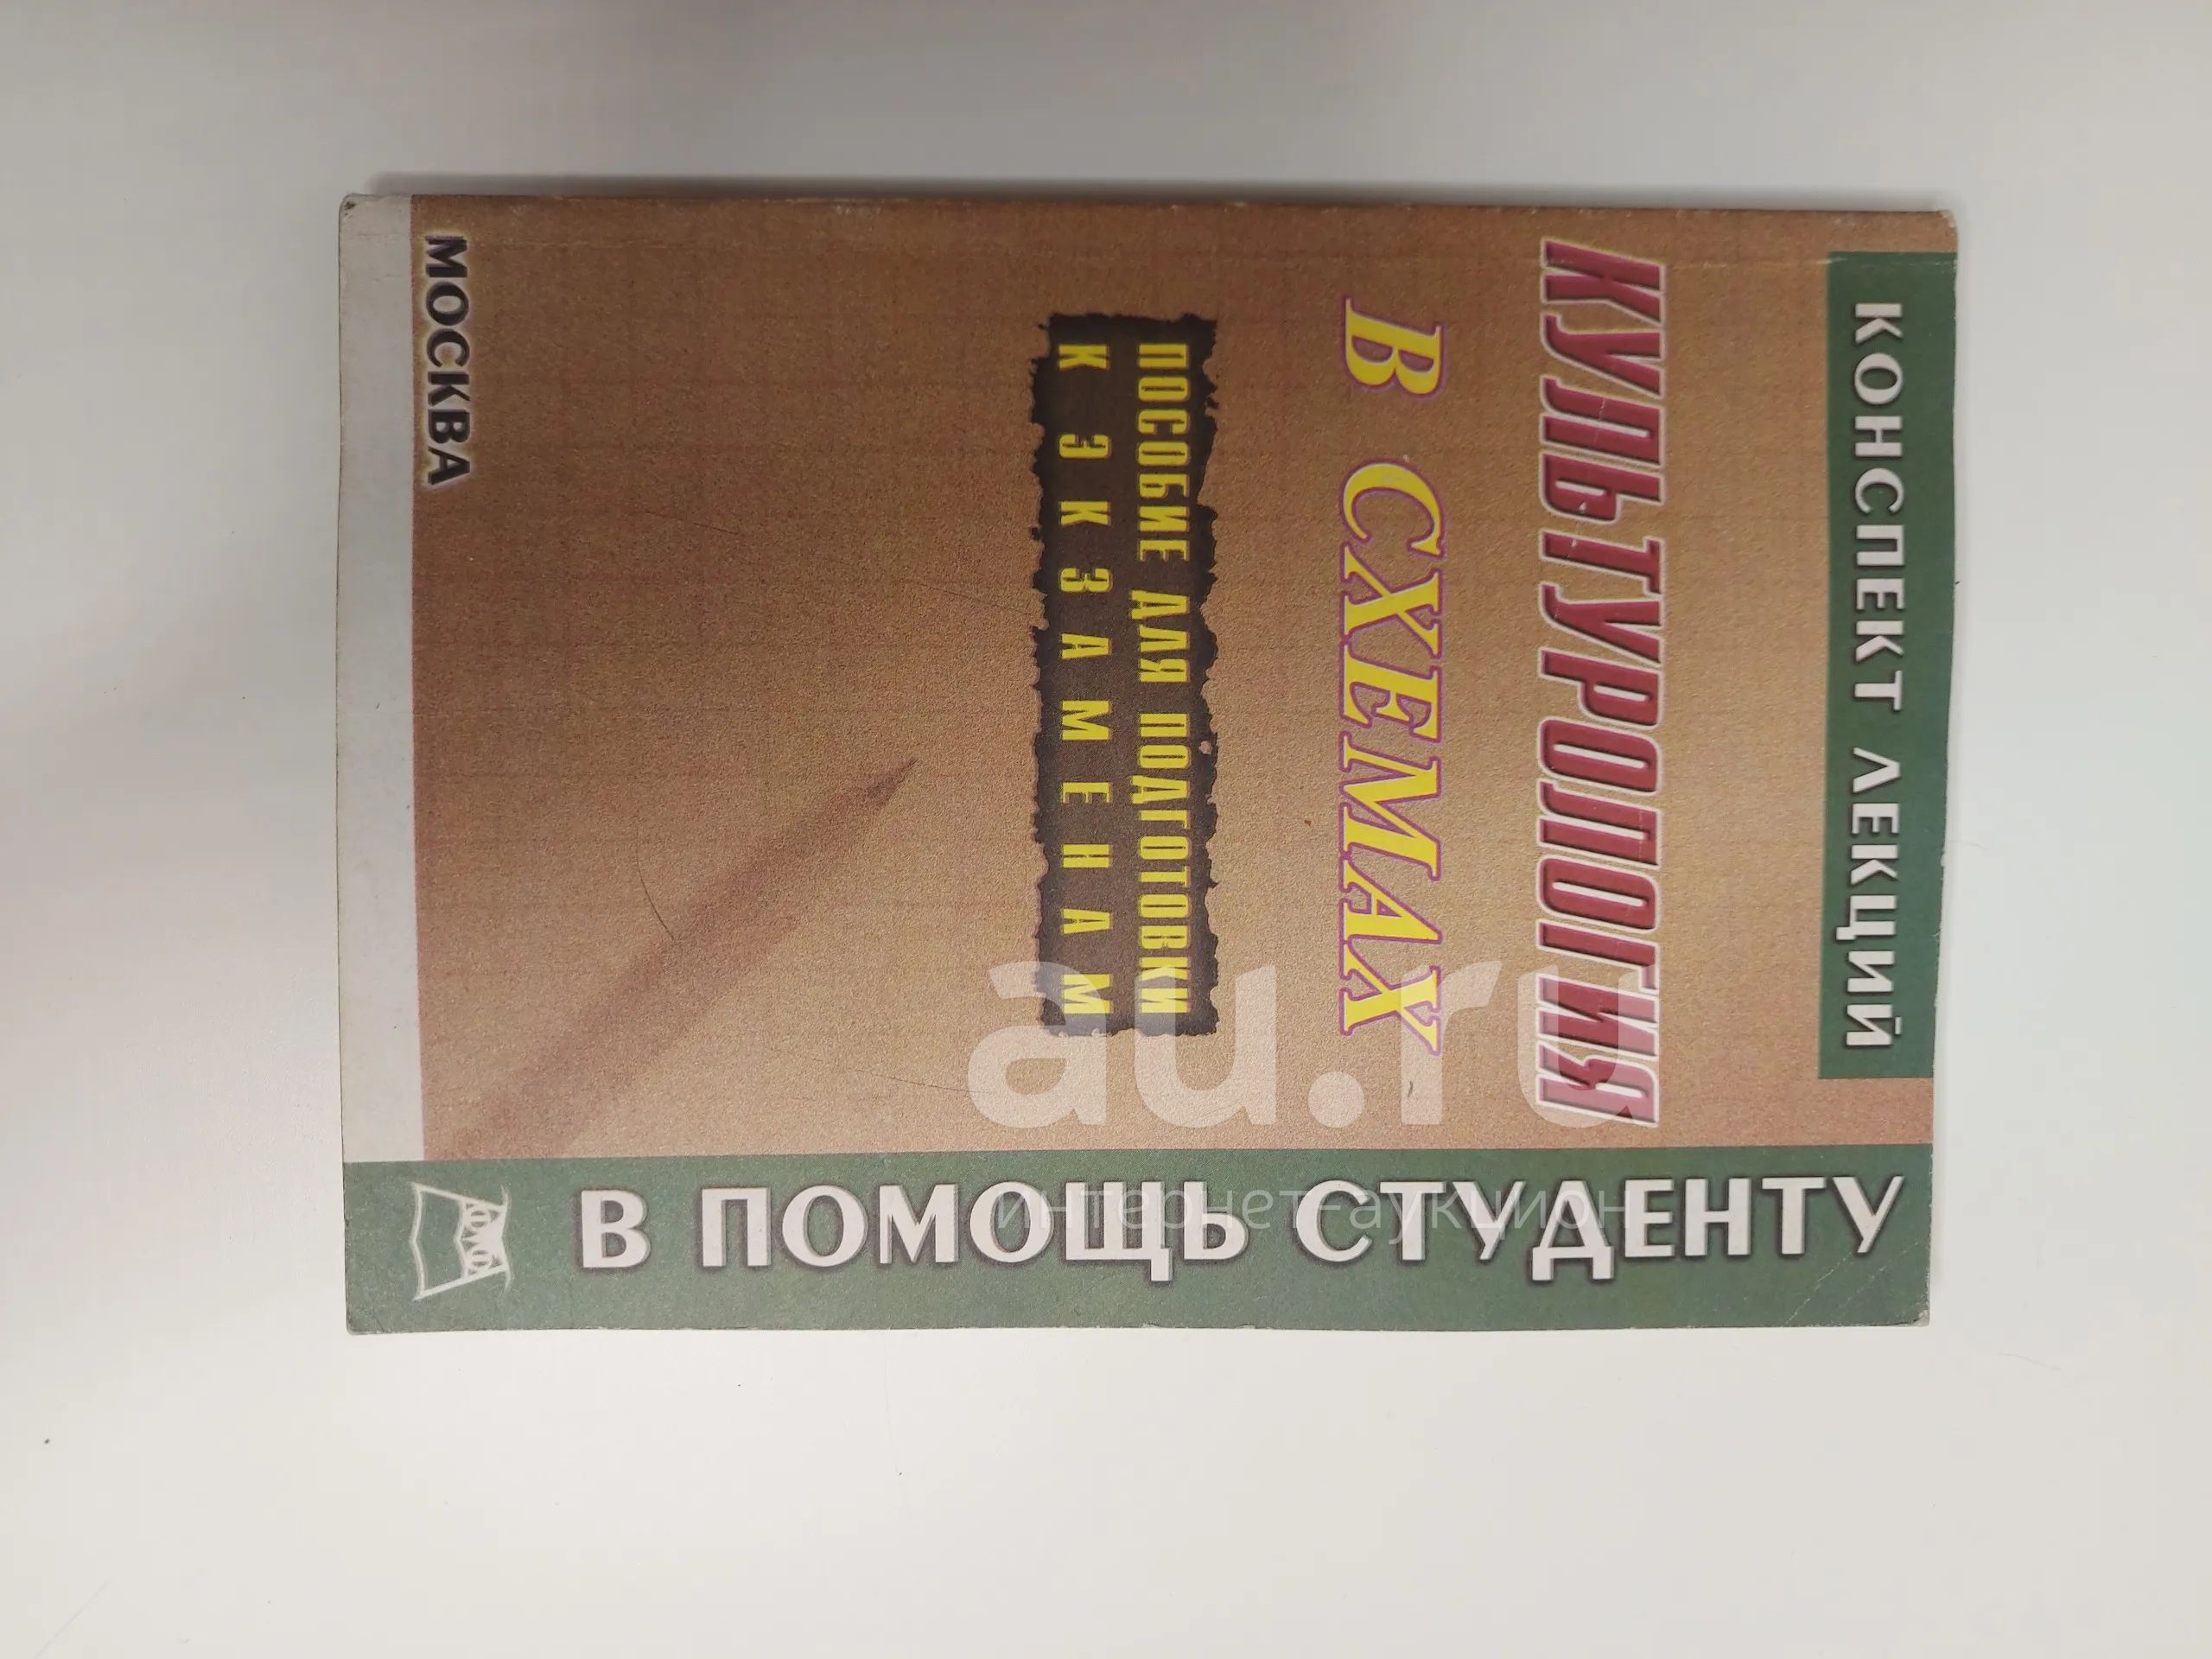 КОНСПЕКТ ЛЕКЦИЙ
КУЛЬТУРОЛОГИЯ
В СХЕМАХ
ПОСОБИЕ ДЛЯ ПОДГОТОВКИ
К ЭКЗАМЕНАМ
МОСКВА
В ПОМОЩЬ СТУДЕНТУ
au.ru
интернет-аукцион